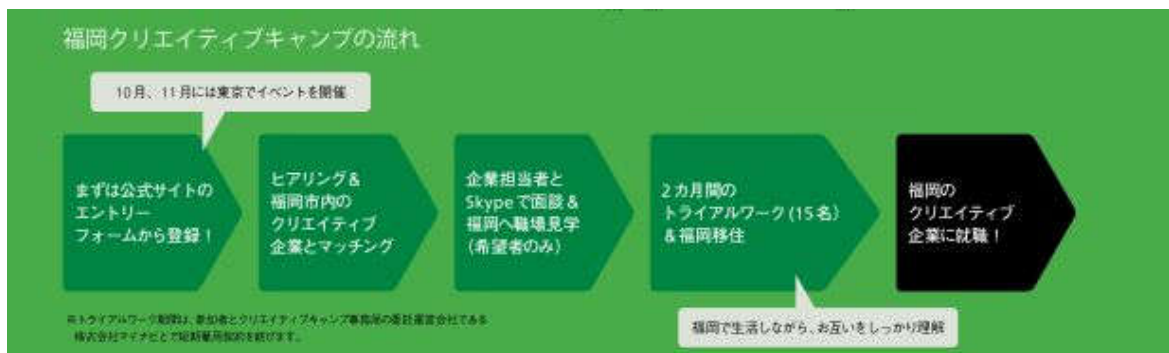 福岡クリエイティブキャンプの流れ
10月、11月には東京でイベントを開催
まずは公式サイトの
エントリー
フォームから登録！
ヒアリング&
福岡市内の
クリエイティブ
企業とマッチング
企業担当者と
Skypeで面談&
福岡へ職場見学
(希望者のみ)
2カ月間の
トライアルワーク(15名)
&福岡移住
福岡の
クリエイティブ
企業に就職！
福岡で生活しながら、お互いをしっかり理解
※トライアルワーク期間は、参加者とクリエイティブキャンプ事務局の委託運営会社である
株式会社マイナビとで短期雇用契約を結びます。